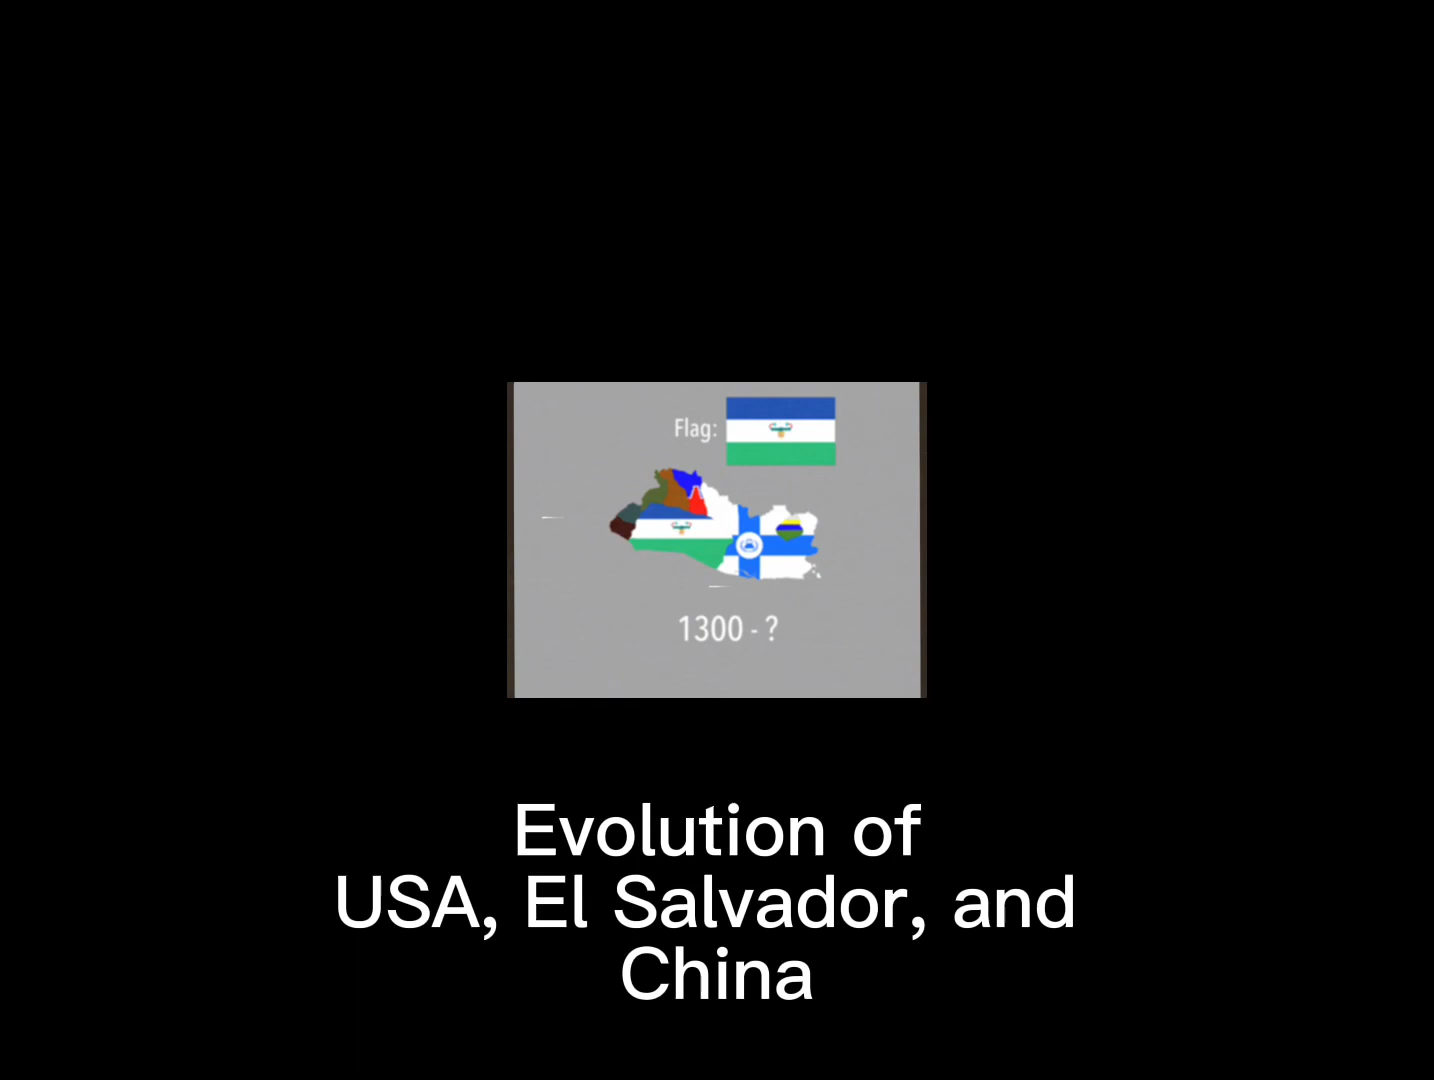 Flag:
1300 - ?
Evolution of
USA, El Salvador, and
China